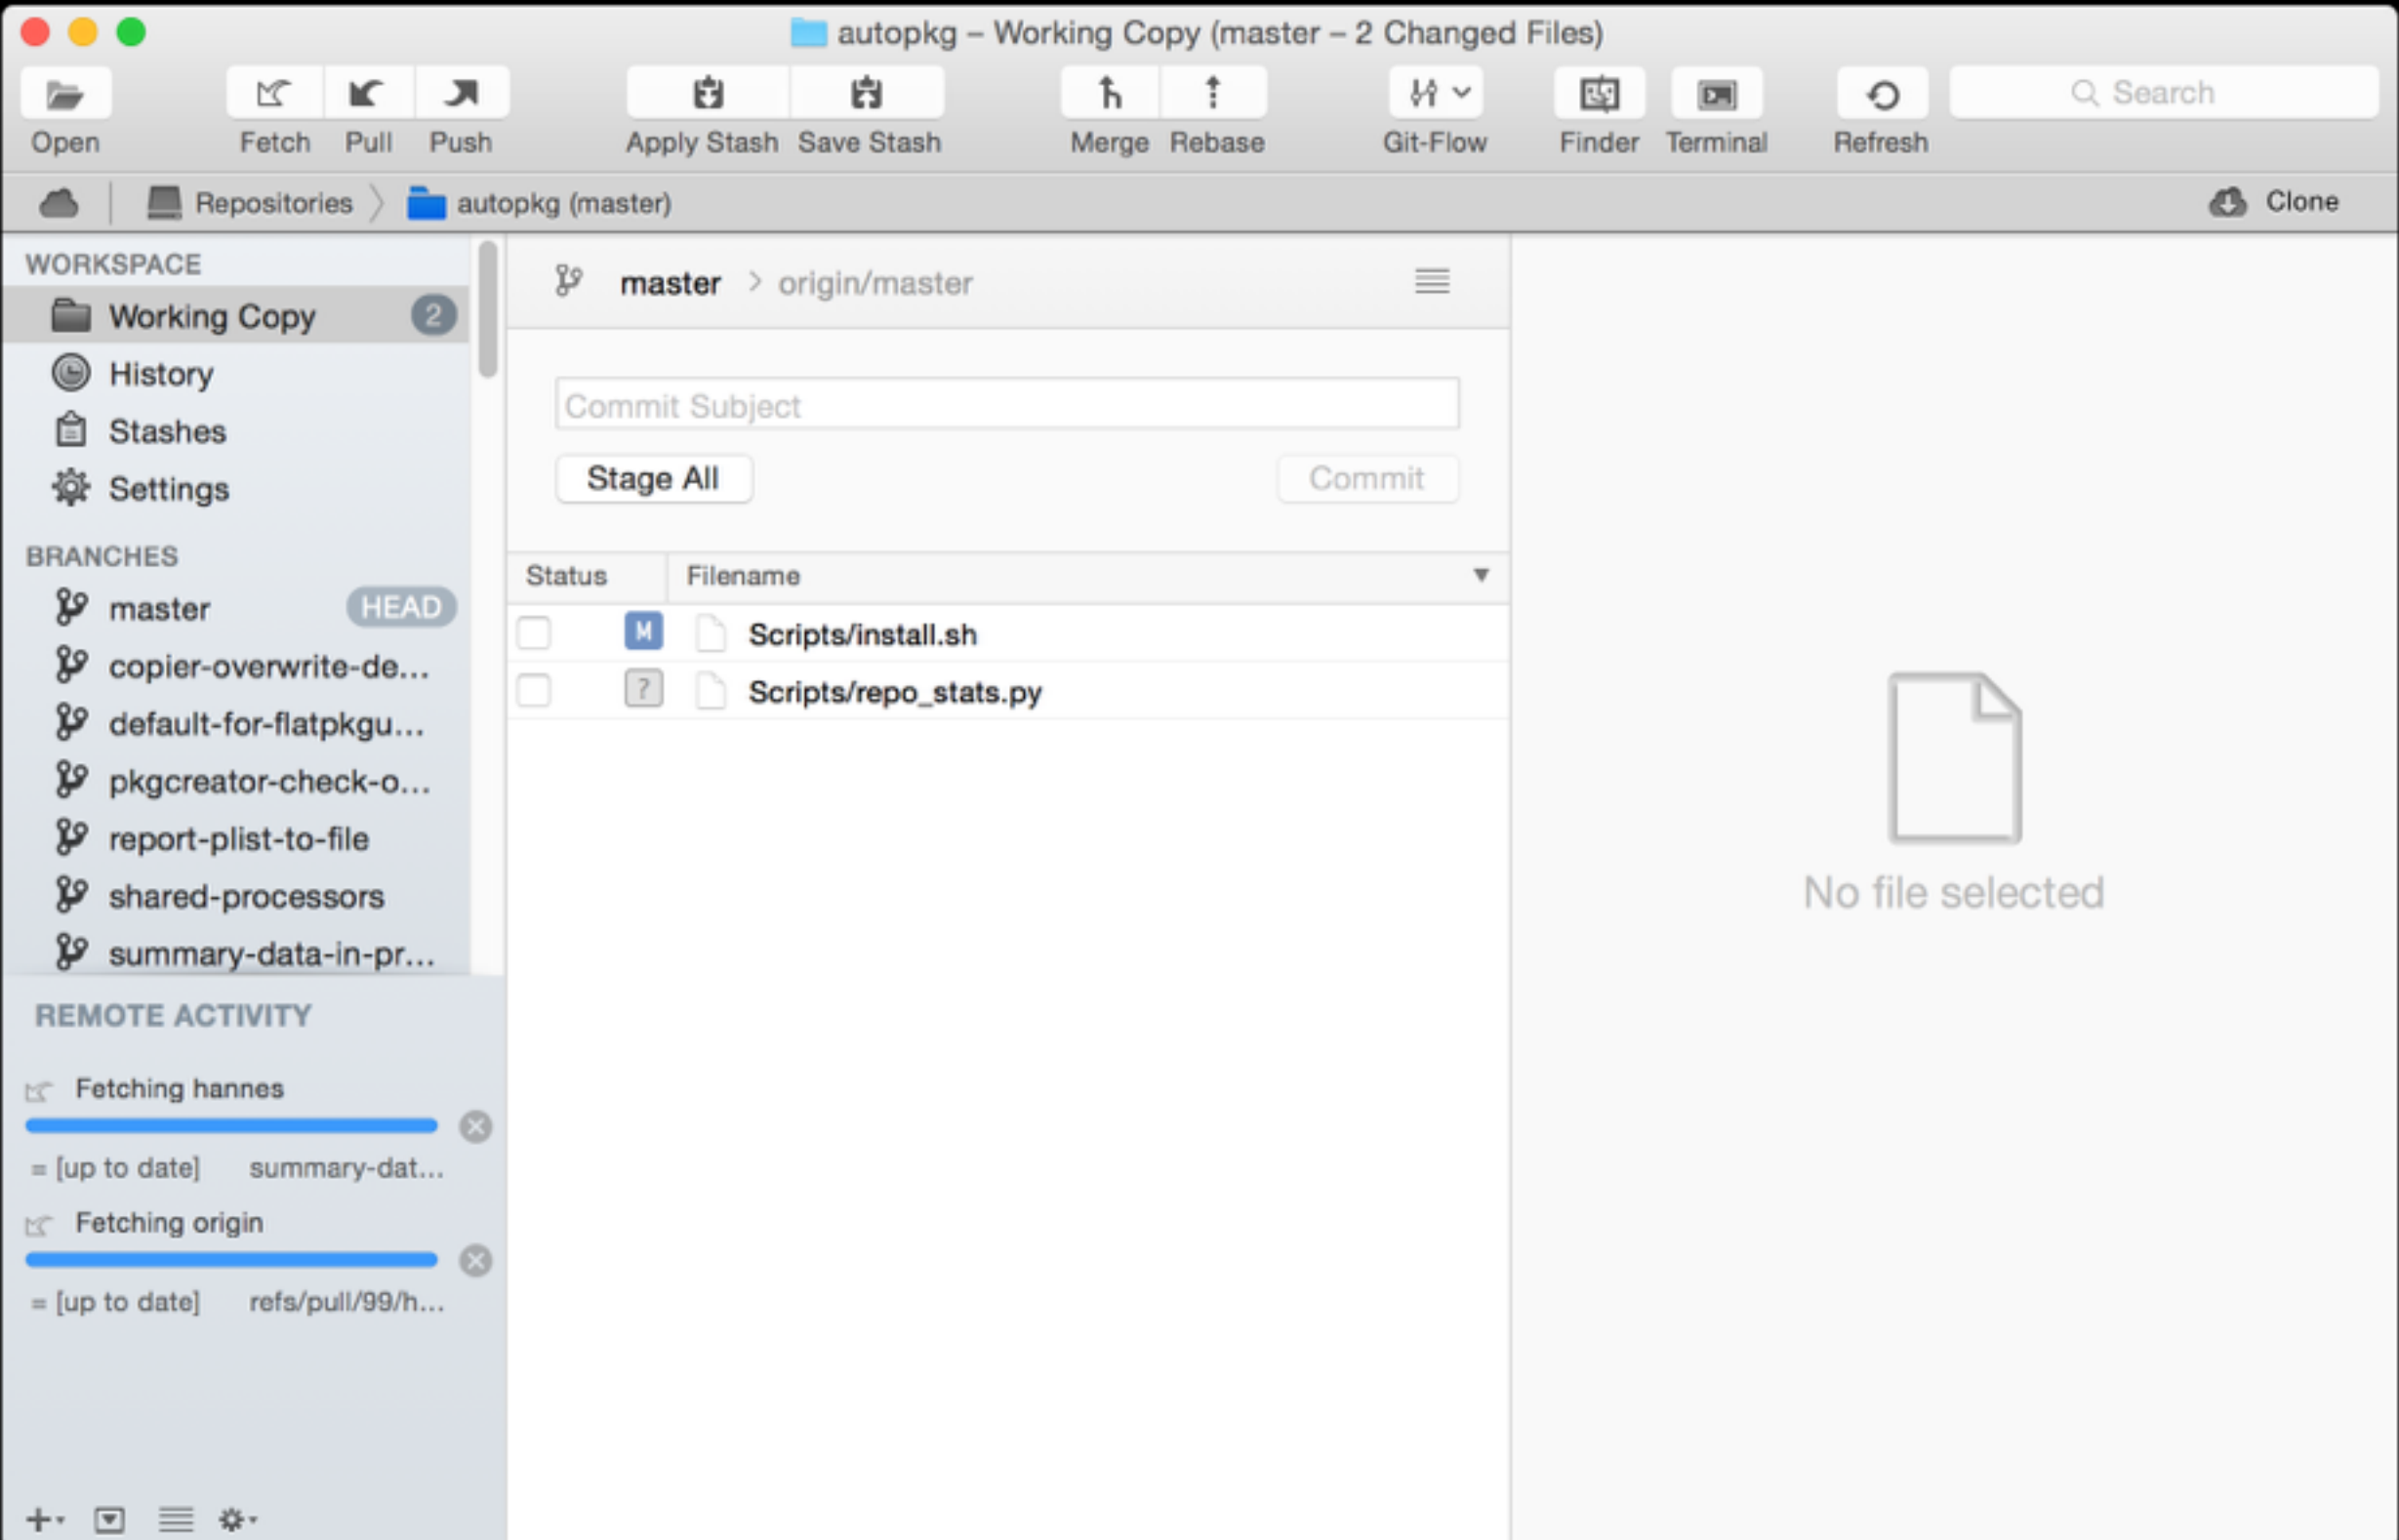 autopkg – Working Copy (master – 2 Changed Files)
Open Fetch Pull Push Apply Stash Save Stash Merge Rebase Git-Flow Finder Terminal Refresh Search
Repositories autopkg (master) Clone
WORKSPACE
Working Copy 2
History
Stashes
Settings
BRANCHES
master HEAD
copier-overwrite-de...
default-for-flatpkgu...
pkgcreator-check-o...
report-plist-to-file
shared-processors
summary-data-in-pr...
REMOTE ACTIVITY
Fetching hannes
= [up to date] summary-dat...
Fetching origin
= [up to date] refs/pull/99/h...
master > origin/master
Commit Subject
Stage All Commit
Status Filename
M Scripts/install.sh
? Scripts/repo_stats.py
No file selected